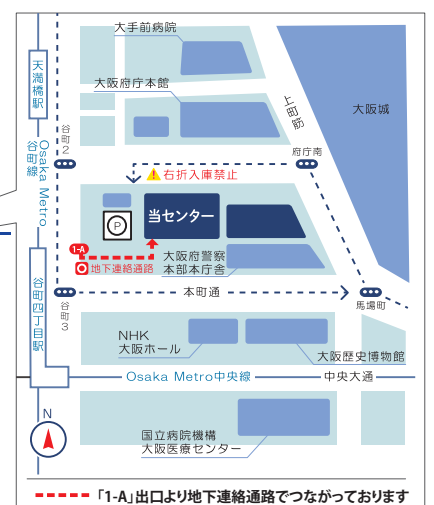 大手前病院
天満橋駅
大阪府庁本館
上町筋
大阪城
谷町2
Osaka Metro
谷町線
府庁南
右折入庫禁止
当センター
P
1-A
地下連絡通路
大阪府警察
本部本庁舎
谷町四丁目駅
谷町3
本町通
馬場町
NHK
大阪ホール
大阪歴史博物館
Osaka Metro中央線
中央大通
N
国立病院機構
大阪医療センター
「1-A」出口より地下連絡通路でつながっております